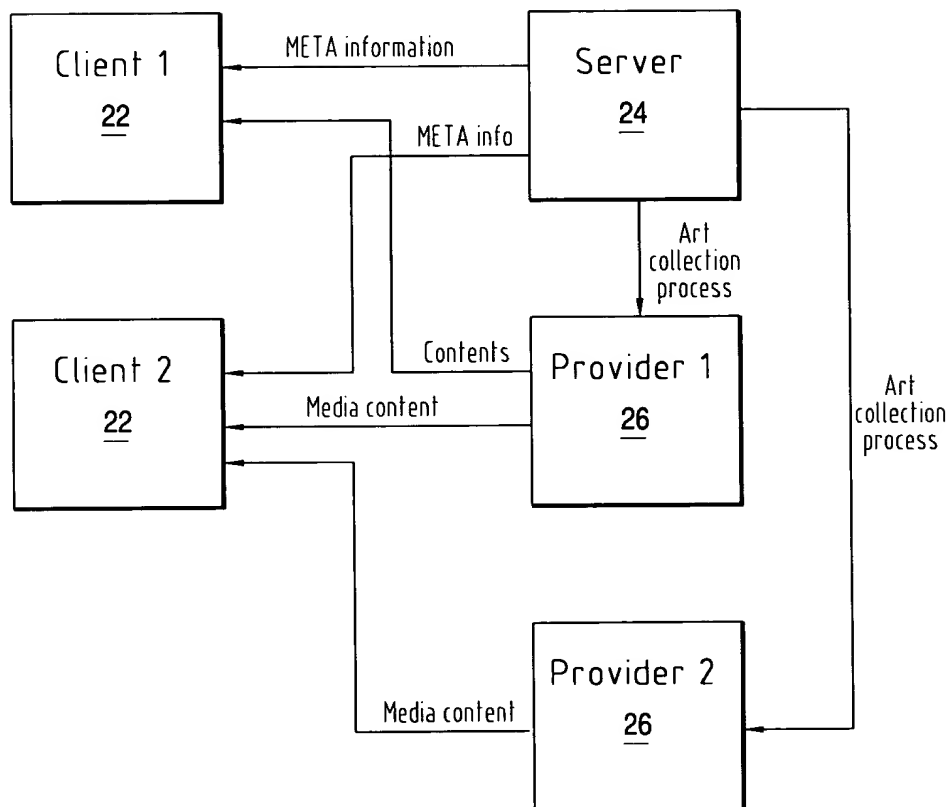 Client 1
22
META information
Server
24
META info
Art
collection
process
Client 2
22
Contents
Media content
Provider 1
26
Art
collection
process
Provider 2
26
Media content